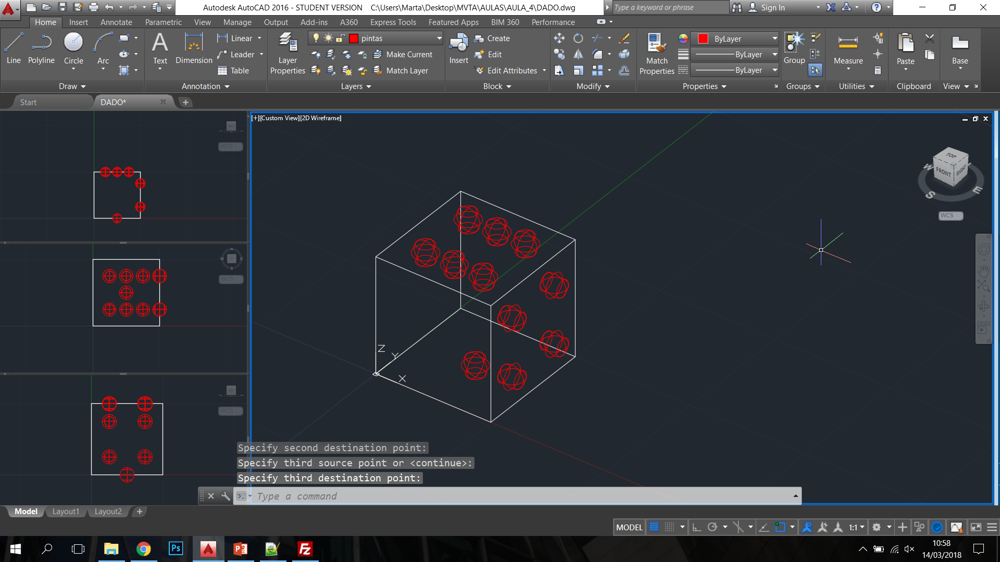 Autodesk AutoCAD 2016 - STUDENT VERSION C:\Users\Marta\Desktop\MVTA\AULAS\AULA_4\DADO.dwg
Type a keyword or phrase
Sign In
Home Insert Annotate Parametric View Manage Output Add-ins A360 Express Tools Featured Apps BIM 360 Performance
Line Polyline Circle Arc
Draw
Text Dimension
Linear
Leader
Table
Annotation
Layer Properties
pintas
Make Current
Match Layer
Layers
Insert
Create
Edit
Edit Attributes
Block
Modify
Match Properties
ByLayer
ByLayer
ByLayer
Properties
Group
Groups
Measure
Utilities
Paste
Clipboard
Base
View
Start DADO*
[+][Custom View][2D Wireframe]
WCS
N
W E
S
WCS
WCS
TOP
FRONT RIGHT
W
S E
WCS
Z
Y
X
Specify second destination point:
Specify third source point or <continue>:
Specify third destination point:
Type a command
Model Layout1 Layout2
MODEL
1:1
Ps
Fz
10:58
14/03/2018